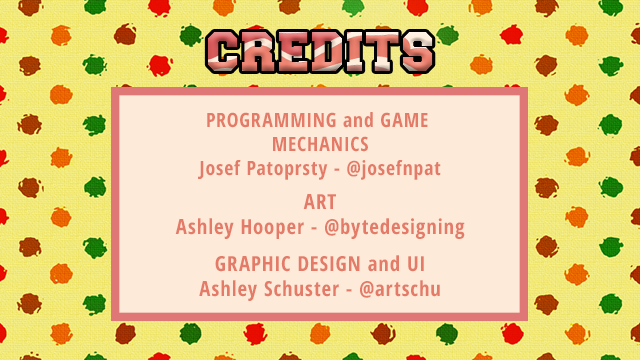 CREDITS
PROGRAMMING and GAME
MECHANICS
Josef Patoprsty - @josefnpat
ART
Ashley Hooper - @bytedesigning
GRAPHIC DESIGN and UI
Ashley Schuster - @artschu